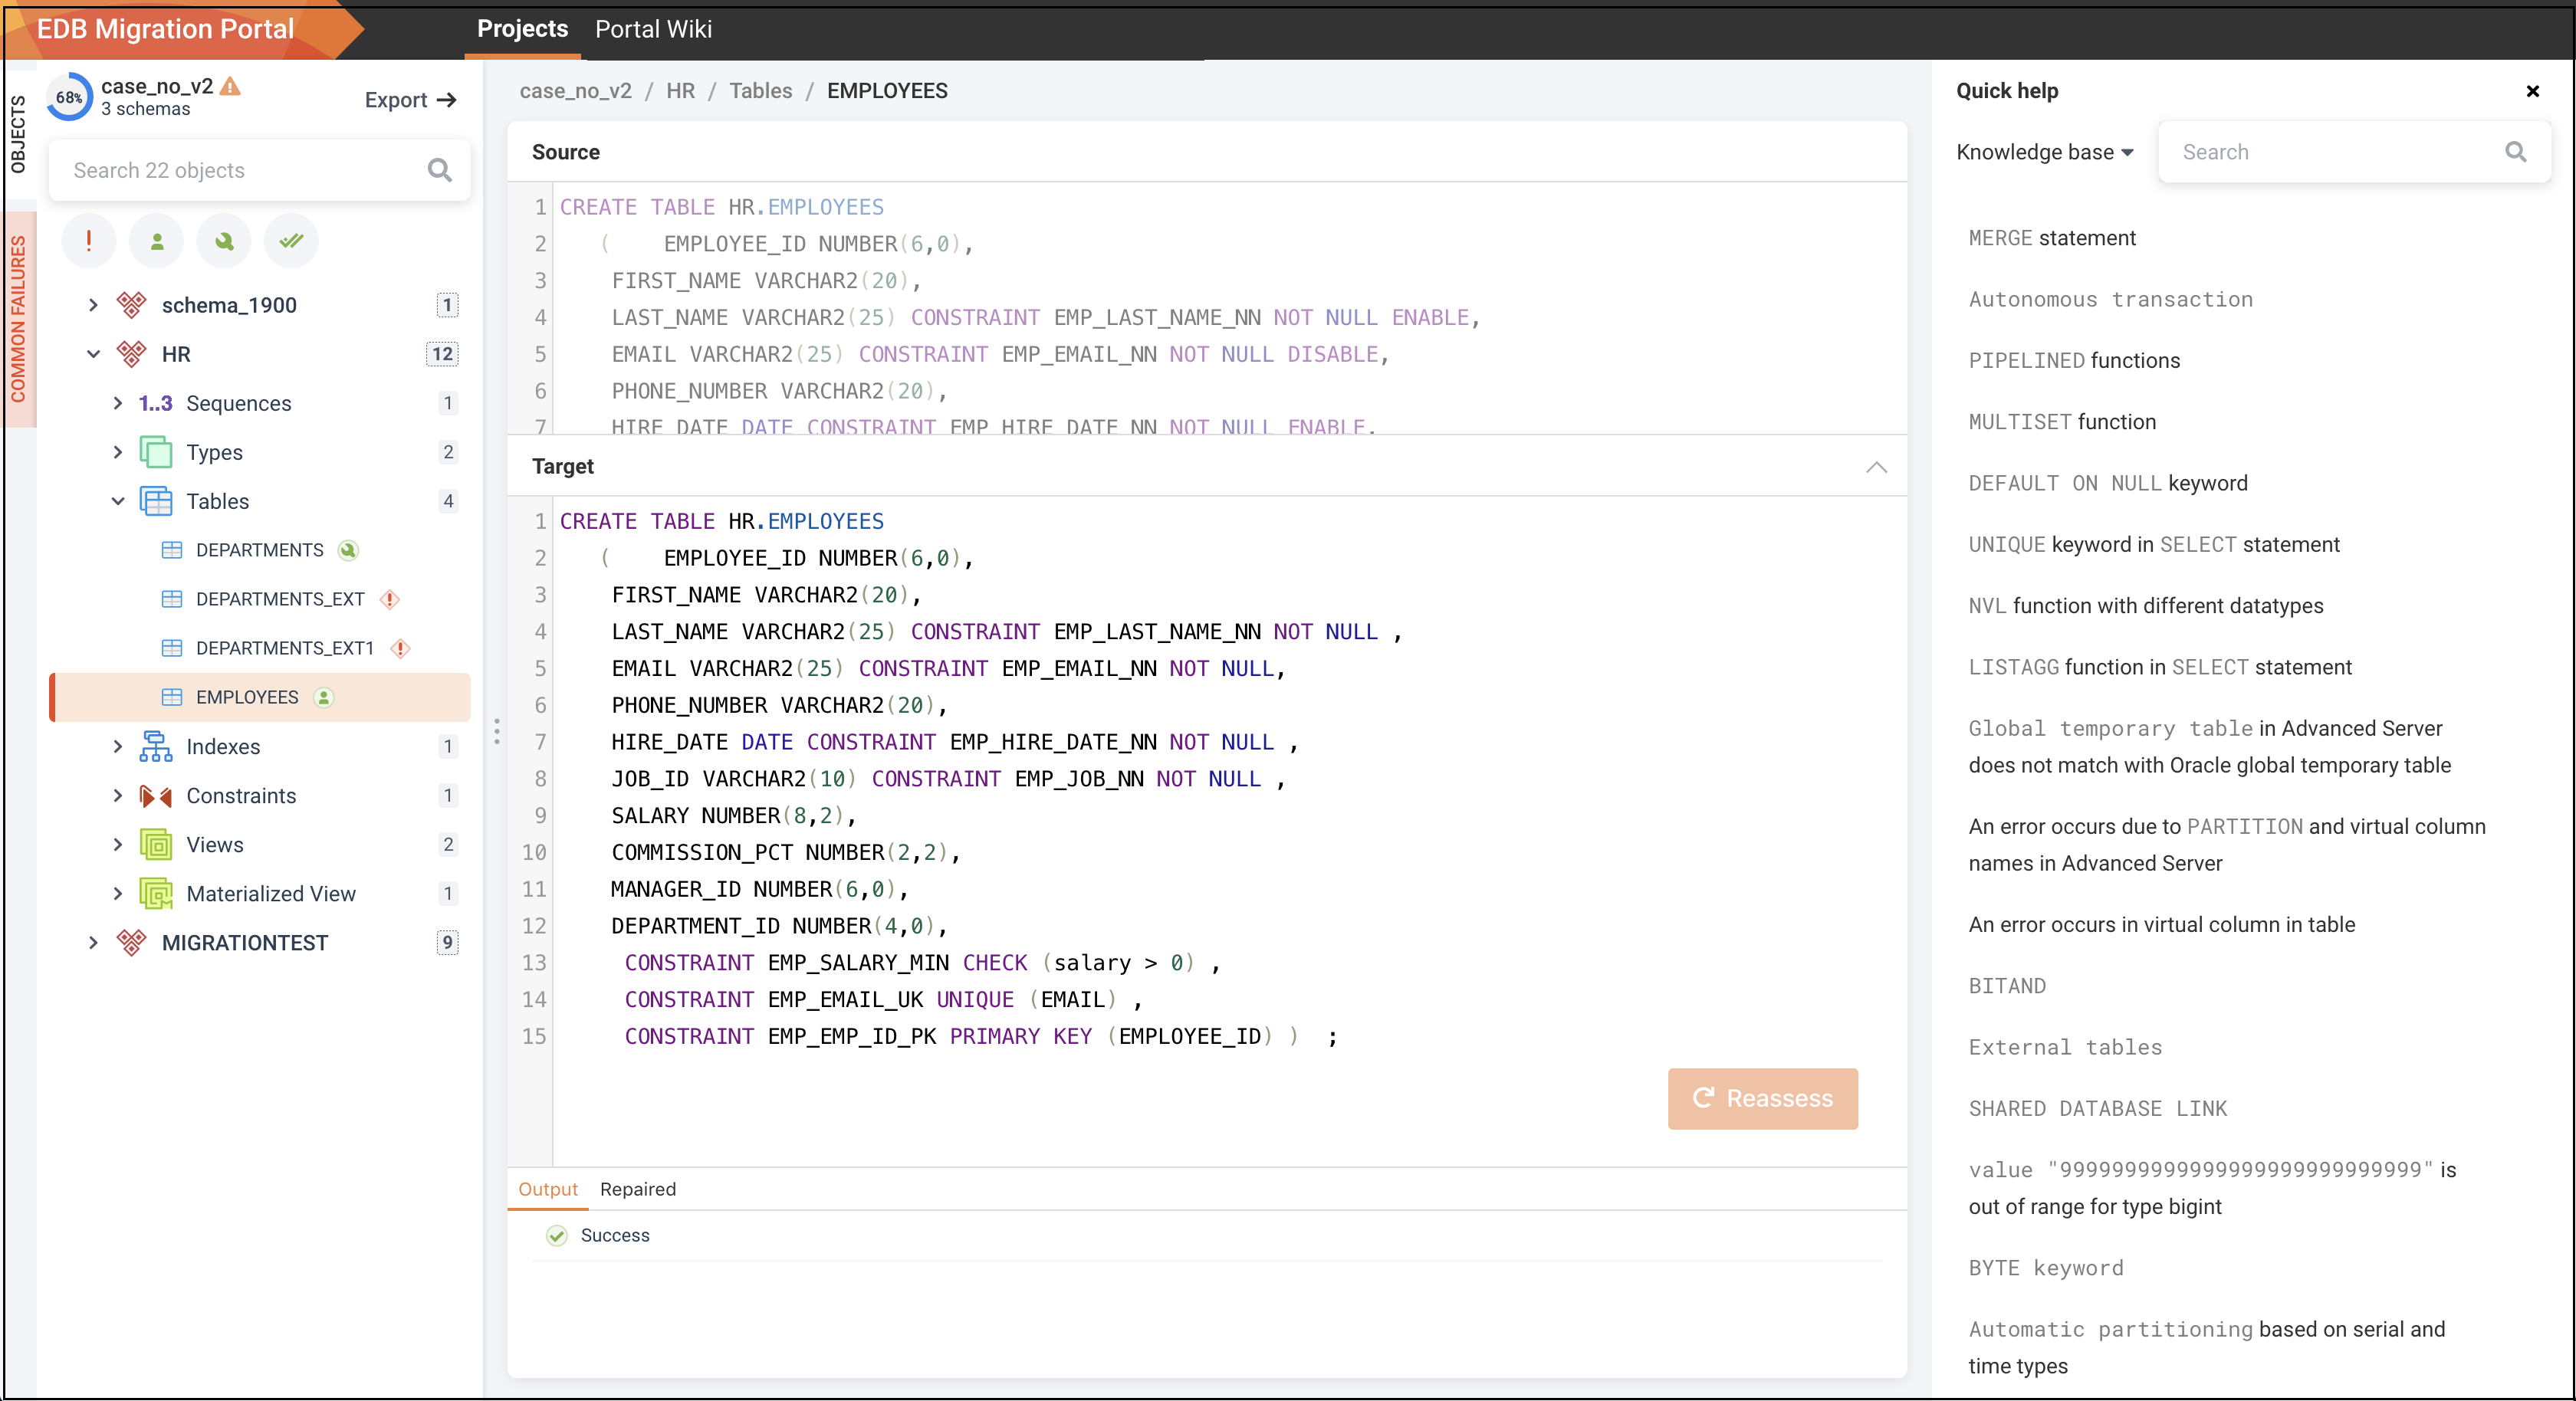 EDB Migration Portal
Projects
Portal Wiki
OBJECTS
COMMON FAILURES
68%
case_no_v2
3 schemas
Export →
Search 22 objects
schema_1900 1
HR 12
1..3 Sequences 1
Types 2
Tables 4
DEPARTMENTS
DEPARTMENTS_EXT
DEPARTMENTS_EXT1
EMPLOYEES
Indexes 1
Constraints 1
Views 2
Materialized View 1
MIGRATIONTEST 9
case_no_v2 / HR / Tables / EMPLOYEES
Source
1 CREATE TABLE HR.EMPLOYEES
2 ( EMPLOYEE_ID NUMBER(6,0),
3 FIRST_NAME VARCHAR2(20),
4 LAST_NAME VARCHAR2(25) CONSTRAINT EMP_LAST_NAME_NN NOT NULL ENABLE,
5 EMAIL VARCHAR2(25) CONSTRAINT EMP_EMAIL_NN NOT NULL DISABLE,
6 PHONE_NUMBER VARCHAR2(20),
7 HIRE_DATE DATE CONSTRAINT EMP_HIRE_DATE_NN NOT NULL ENABLE,
Target
1 CREATE TABLE HR.EMPLOYEES
2 ( EMPLOYEE_ID NUMBER(6,0),
3 FIRST_NAME VARCHAR2(20),
4 LAST_NAME VARCHAR2(25) CONSTRAINT EMP_LAST_NAME_NN NOT NULL ,
5 EMAIL VARCHAR2(25) CONSTRAINT EMP_EMAIL_NN NOT NULL,
6 PHONE_NUMBER VARCHAR2(20),
7 HIRE_DATE DATE CONSTRAINT EMP_HIRE_DATE_NN NOT NULL ,
8 JOB_ID VARCHAR2(10) CONSTRAINT EMP_JOB_NN NOT NULL ,
9 SALARY NUMBER(8,2),
10 COMMISSION_PCT NUMBER(2,2),
11 MANAGER_ID NUMBER(6,0),
12 DEPARTMENT_ID NUMBER(4,0),
13 CONSTRAINT EMP_SALARY_MIN CHECK (salary > 0) ,
14 CONSTRAINT EMP_EMAIL_UK UNIQUE (EMAIL) ,
15 CONSTRAINT EMP_EMP_ID_PK PRIMARY KEY (EMPLOYEE_ID) ) ;
Reassess
Output
Repaired
Success
Quick help
Knowledge base
Search
MERGE statement
Autonomous transaction
PIPELINED functions
MULTISET function
DEFAULT ON NULL keyword
UNIQUE keyword in SELECT statement
NVL function with different datatypes
LISTAGG function in SELECT statement
Global temporary table in Advanced Server
does not match with Oracle global temporary table
An error occurs due to PARTITION and virtual column
names in Advanced Server
An error occurs in virtual column in table
BITAND
External tables
SHARED DATABASE LINK
value "9999999999999999999999999999" is
out of range for type bigint
BYTE keyword
Automatic partitioning based on serial and
time types